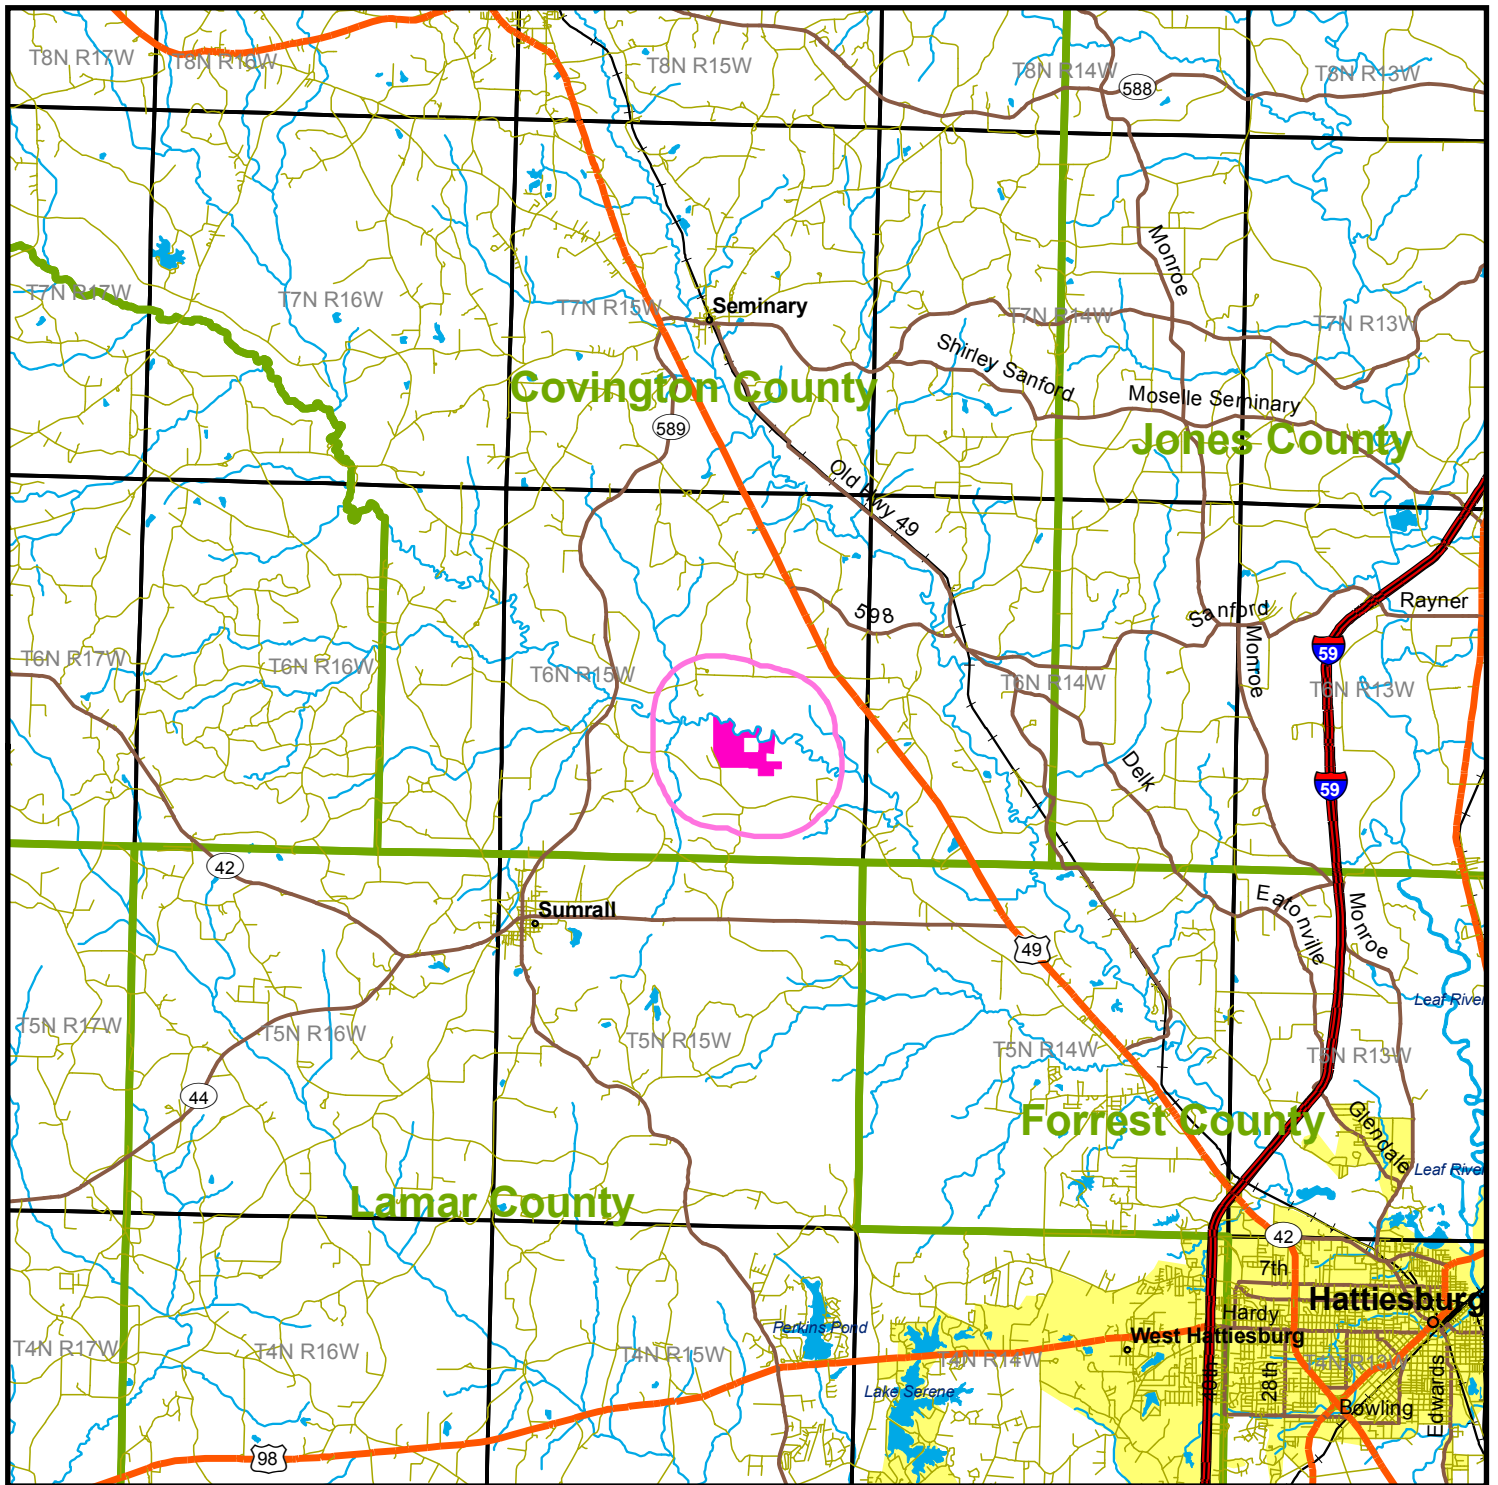 T8N R17W
T8N R16W
T8N R15W
T8N R14W
T8N R13W
588
Monroe
T7N R17W
T7N R16W
T7N R15W
Seminary
T7N R14W
T7N R13W
Shirley Sanford
Covington County
Moselle Seminary
589
Jones County
Old Hwy 49
598
Sanford
Rayner
Monroe
59
T6N R17W
T6N R16W
T6N R15W
T6N R14W
T6N R13W
Delk
59
42
Sumrall
Eatonville
Monroe
49
Leaf River
T5N R17W
T5N R16W
T5N R15W
T5N R14W
T5N R13W
44
Forrest County
Glendale
Leaf River
Lamar County
42
7th
Hattiesburg
Hardy
Perkins Pond
West Hattiesburg
T4N R17W
T4N R16W
T4N R15W
T4N R14W
T4N R13W
Lake Serene
40th
28th
Bowling
Edwards
98